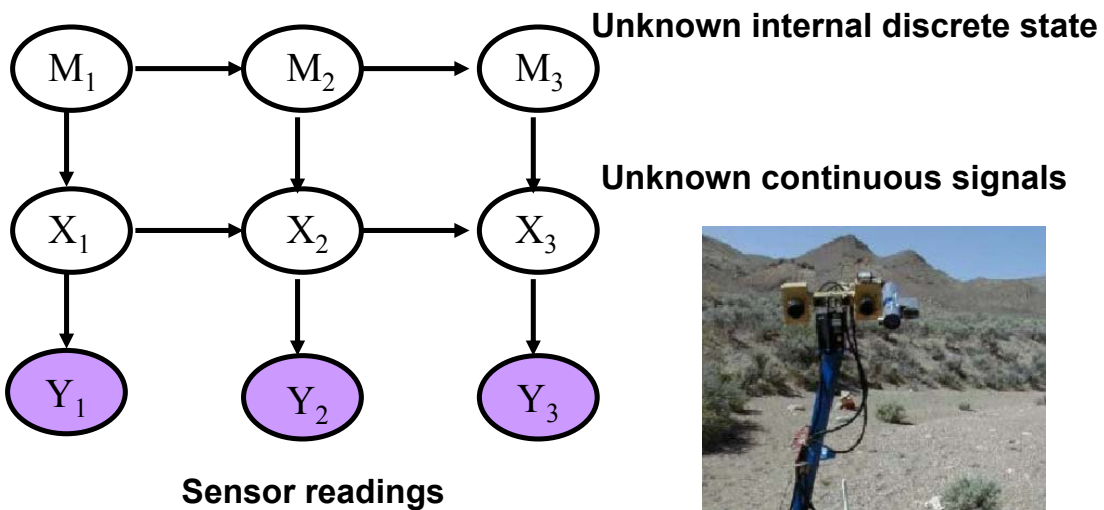 Unknown internal discrete state
M₁ M₂ M₃
Unknown continuous signals
X₁ X₂ X₃
Y₁ Y₂ Y₃
Sensor readings